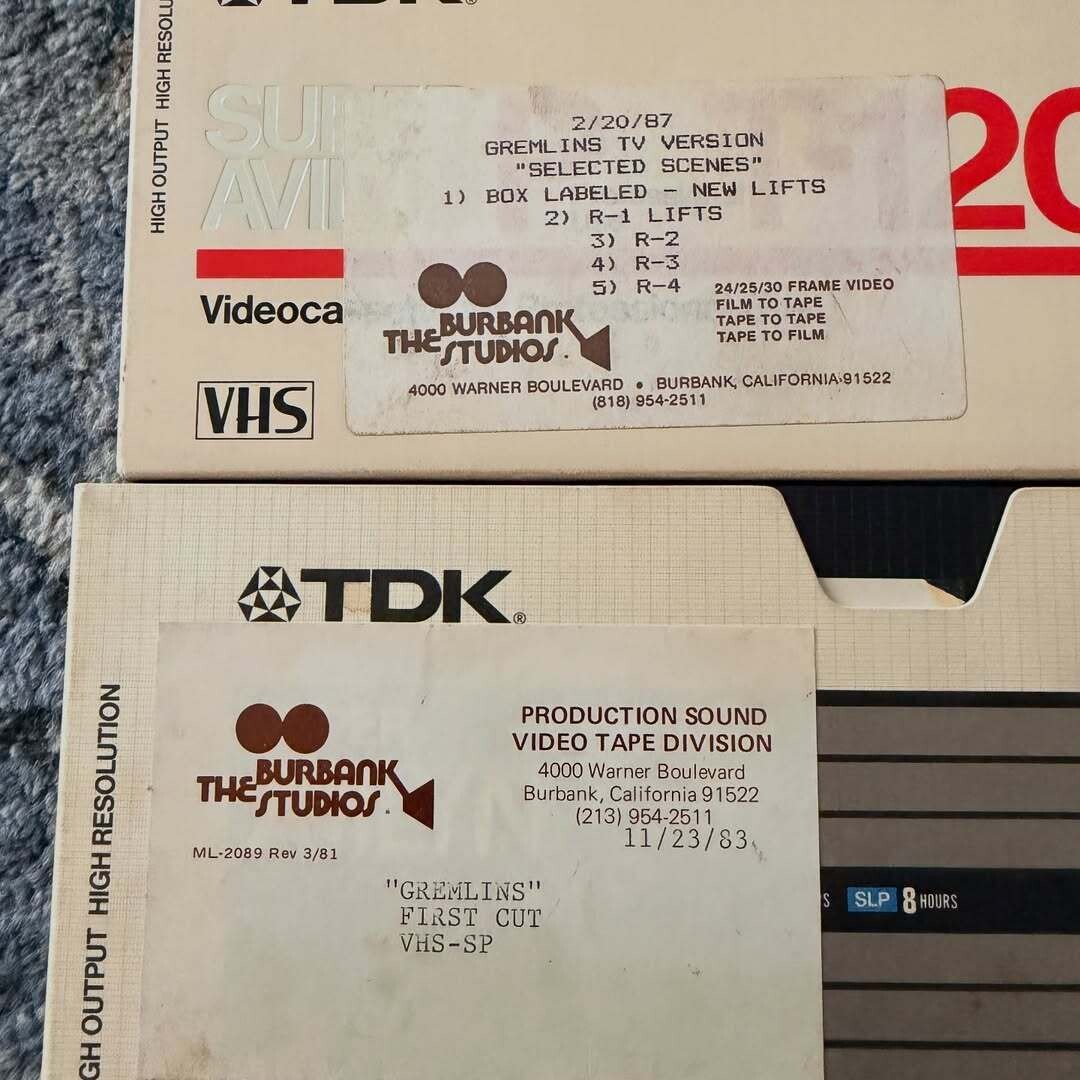 TDK®
HIGH OUTPUT HIGH RESOLU
SUPER
AVI
20
2/20/87
GREMLINS TV VERSION
"SELECTED SCENES"
1) BOX LABELED - NEW LIFTS
2) R-1 LIFTS
3) R-2
4) R-3
5) R-4
24/25/30 FRAME VIDEO
FILM TO TAPE
TAPE TO TAPE
TAPE TO FILM
THE BURBANK
STUDIOS.
4000 WARNER BOULEVARD • BURBANK, CALIFORNIA 91522
(818) 954-2511
Videoca
VHS
TDK®
GH OUTPUT HIGH RESOLUTION
THE BURBANK
STUDIOS.
ML-2089 Rev 3/81
PRODUCTION SOUND
VIDEO TAPE DIVISION
4000 Warner Boulevard
Burbank, California 91522
(213) 954-2511
11/23/83
"GREMLINS"
FIRST CUT
VHS-SP
S SLP 8 HOURS